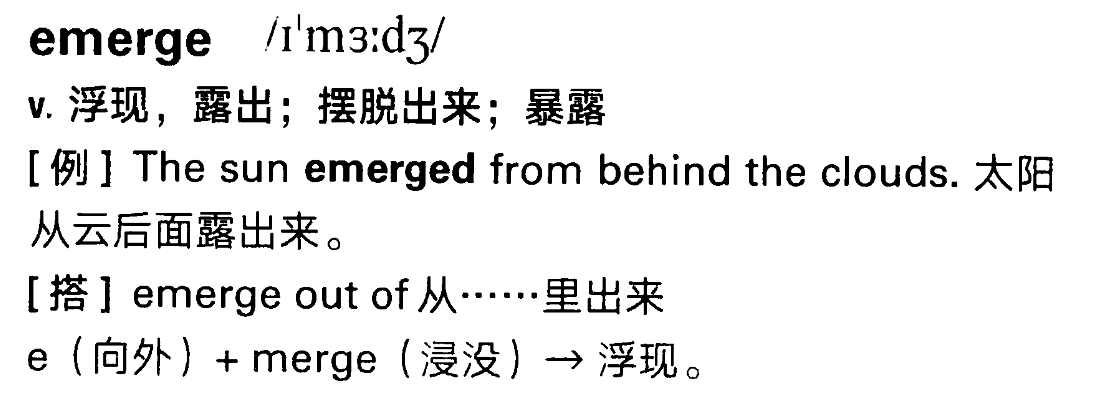 emerge /ɪˈmɜːdʒ/
v. 浮现，露出；摆脱出来；暴露
[例] The sun emerged from behind the clouds. 太阳
从云后面露出来。
[搭] emerge out of 从……里出来
e（向外）+ merge（浸没）→ 浮现。